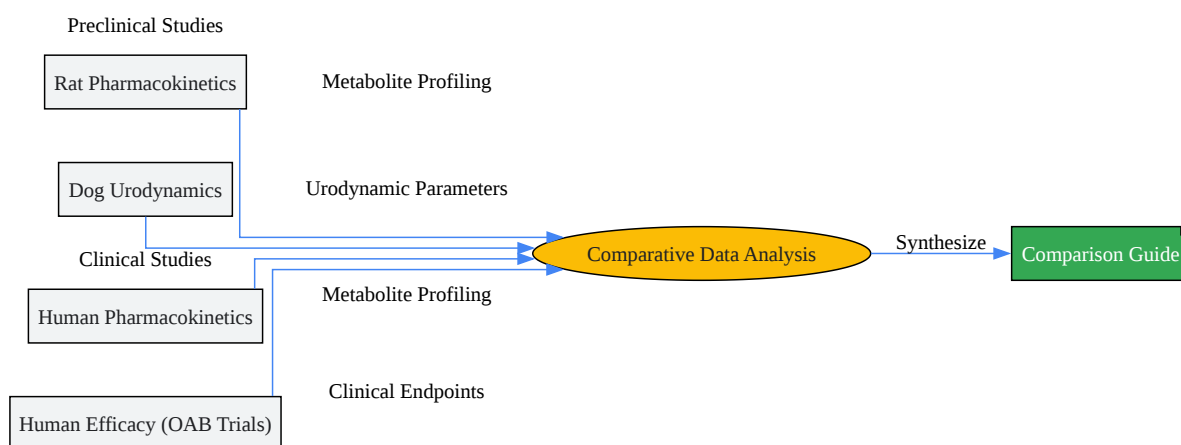 Preclinical Studies
Rat Pharmacokinetics
Metabolite Profiling
Dog Urodynamics
Urodynamic Parameters
Clinical Studies
Comparative Data Analysis
Synthesize
Comparison Guide
Human Pharmacokinetics
Metabolite Profiling
Human Efficacy (OAB Trials)
Clinical Endpoints